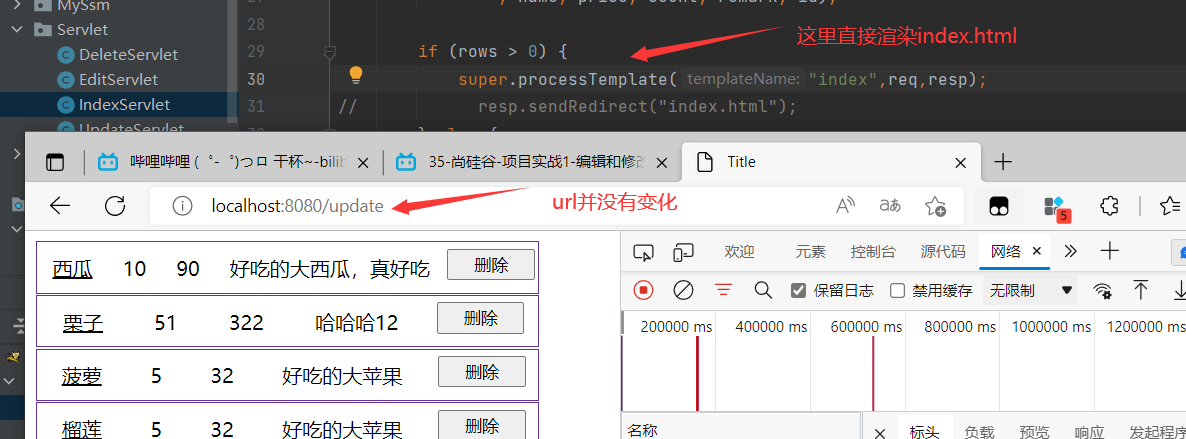 MySsm
Servlet
DeleteServlet
EditServlet
IndexServlet
UpdateServlet
28
29 if (rows > 0) {
30 super.processTemplate( templateName: "index",req,resp);
31 // resp.sendRedirect("index.html");
这里直接渲染index.html
哔哩哔哩 (゜-゜)つロ 干杯~-bilib
35-尚硅谷-项目实战1-编辑和修改
Title
localhost:8080/update
url并没有变化
aあ
5
西瓜 10 90 好吃的大西瓜，真好吃 删除
栗子 51 322 哈哈哈12 删除
菠萝 5 32 好吃的大苹果 删除
榴莲 5 32 好吃的大苹果 删除
欢迎 元素 控制台 源代码 网络
保留日志 禁用缓存 无限制
200000 ms 400000 ms 600000 ms 800000 ms 1000000 ms 1200000 ms
名称
标头 负载 预览 响应 发起程序